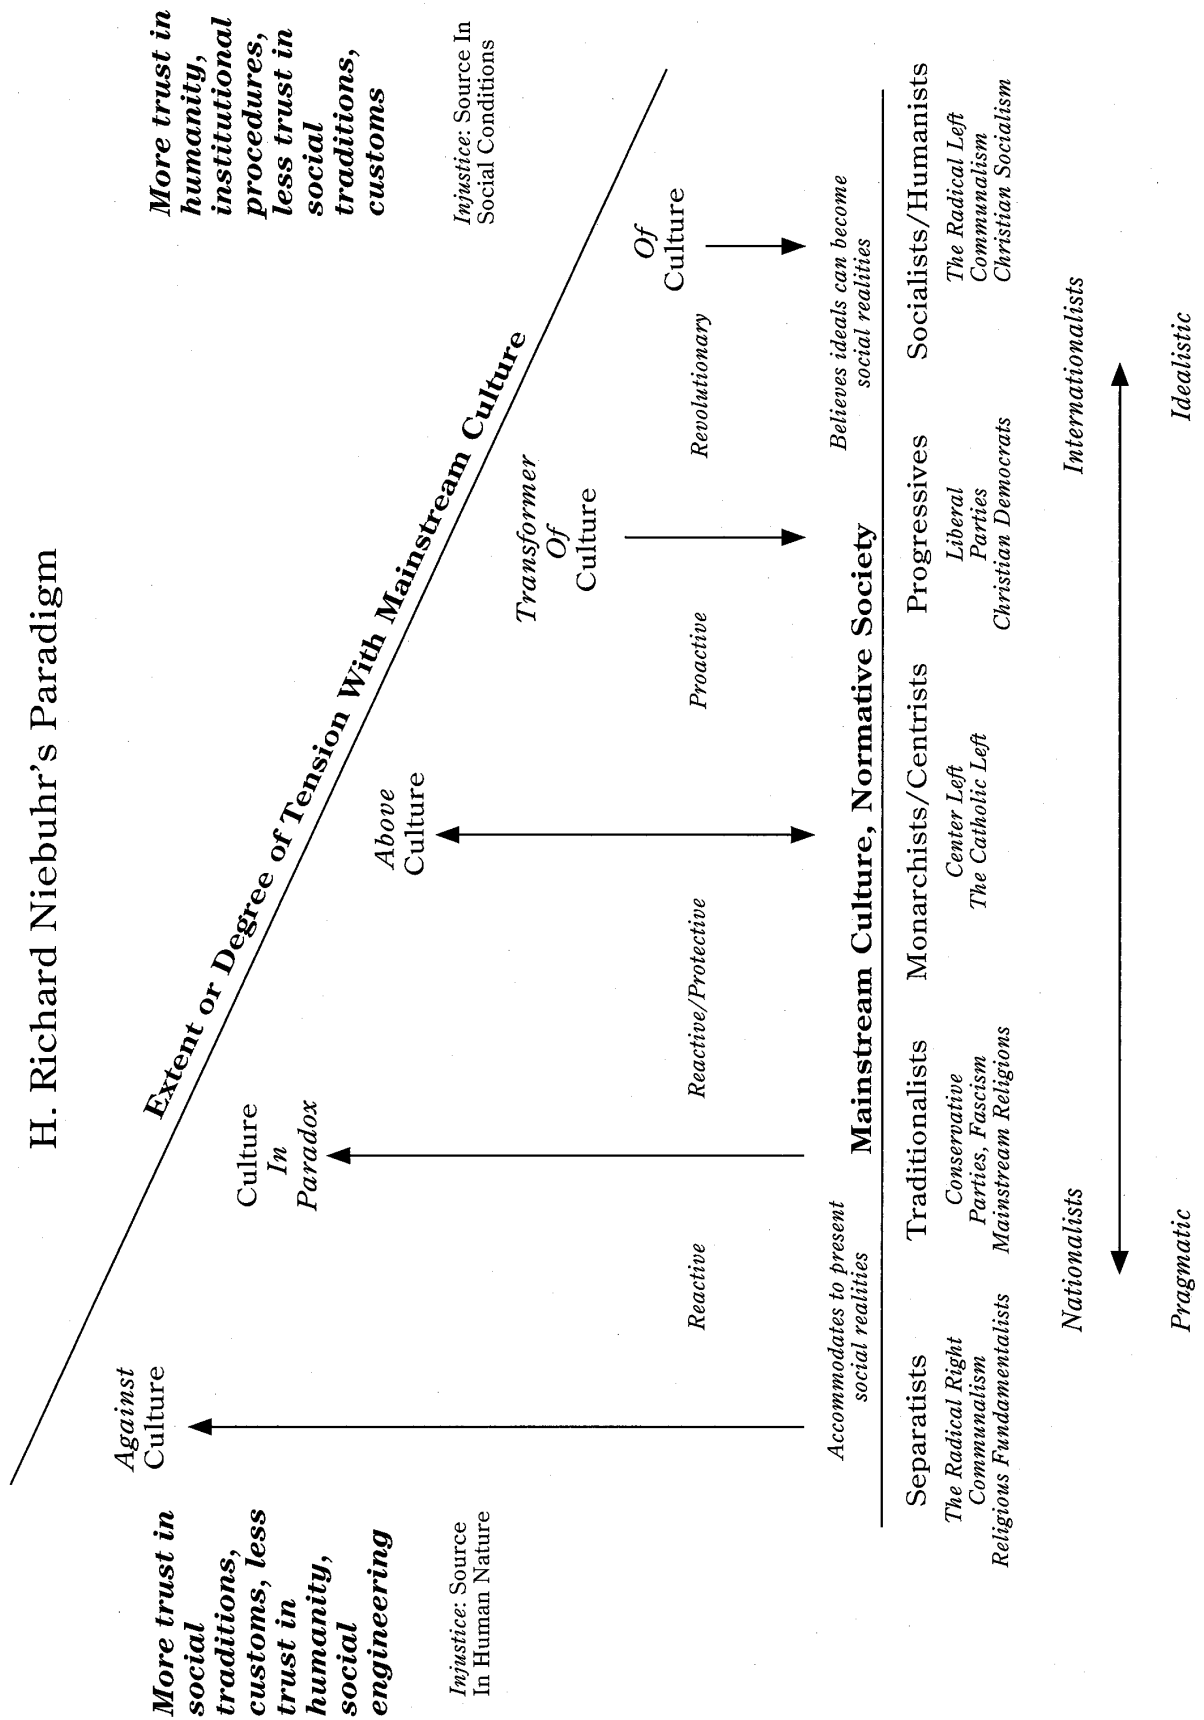 H. Richard Niebuhr's Paradigm
More trust in
social
traditions,
customs, less
trust in
humanity,
social
engineering
Injustice: Source
In Human Nature
More trust in
humanity,
institutional
procedures,
less trust in
social
traditions,
customs
Injustice: Source In
Social Conditions
Extent or Degree of Tension With Mainstream Culture
Against
Culture
Culture
In
Paradox
Above
Culture
Transformer
Of
Culture
Of
Culture
Reactive
Reactive/Protective
Proactive
Revolutionary
Accommodates to present
social realities
Believes ideals can become
social realities
Mainstream Culture, Normative Society
Separatists
The Radical Right
Communalism
Religious Fundamentalists
Traditionalists
Conservative
Parties, Fascism
Mainstream Religions
Monarchists/Centrists
Center Left
The Catholic Left
Progressives
Liberal
Parties
Christian Democrats
Socialists/Humanists
The Radical Left
Communalism
Christian Socialism
Nationalists
Internationalists
Pragmatic
Idealistic